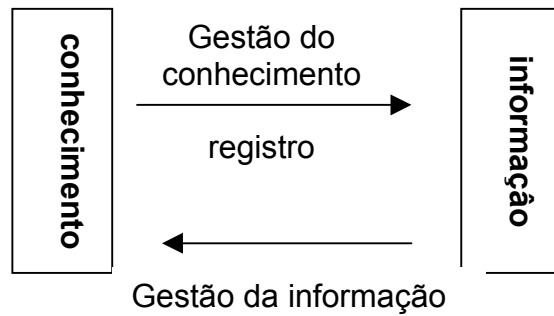 conhecimento
Gestão do
conhecimento
registro
informaçâo
Gestão da informação